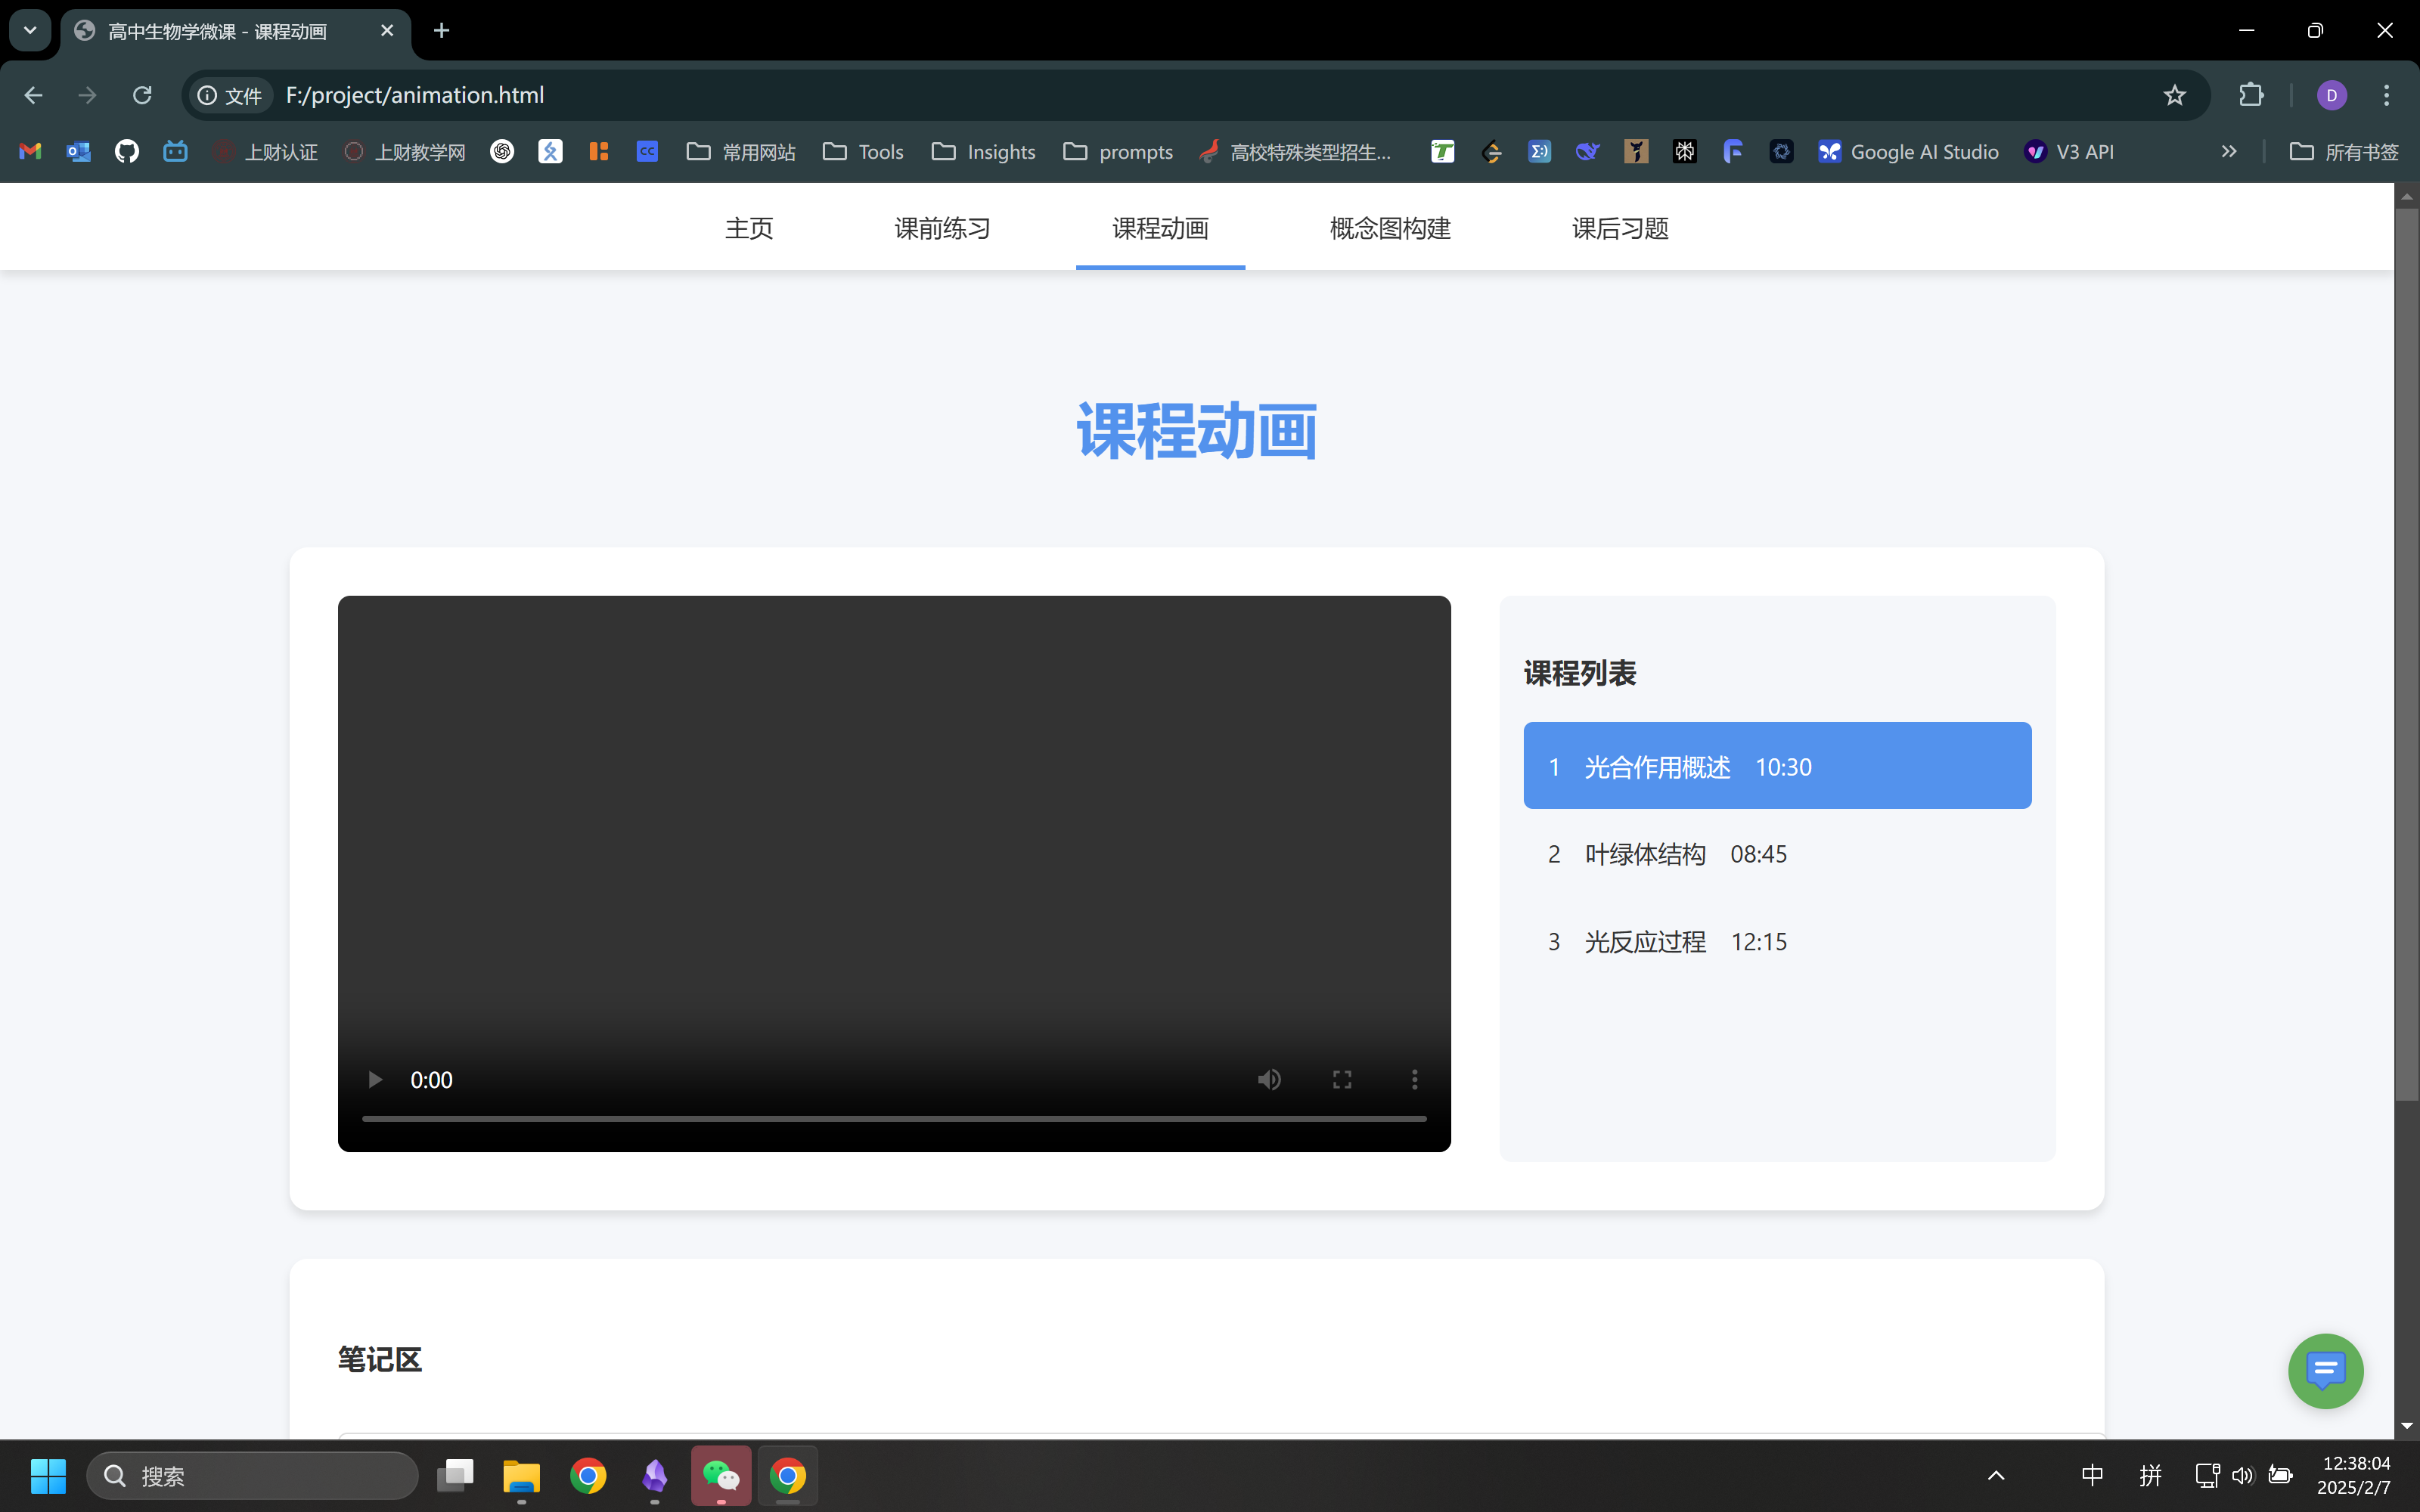 高中生物学微课 - 课程动画
文件 F:/project/animation.html
D
上财认证 上财教学网 CC 常用网站 Tools Insights prompts 高校特殊类型招生... Google AI Studio V3 API 所有书签
主页 课前练习 课程动画 概念图构建 课后习题
课程动画
课程列表
1 光合作用概述 10:30
2 叶绿体结构 08:45
3 光反应过程 12:15
0:00
笔记区
搜索
中 拼
12:38:04
2025/2/7